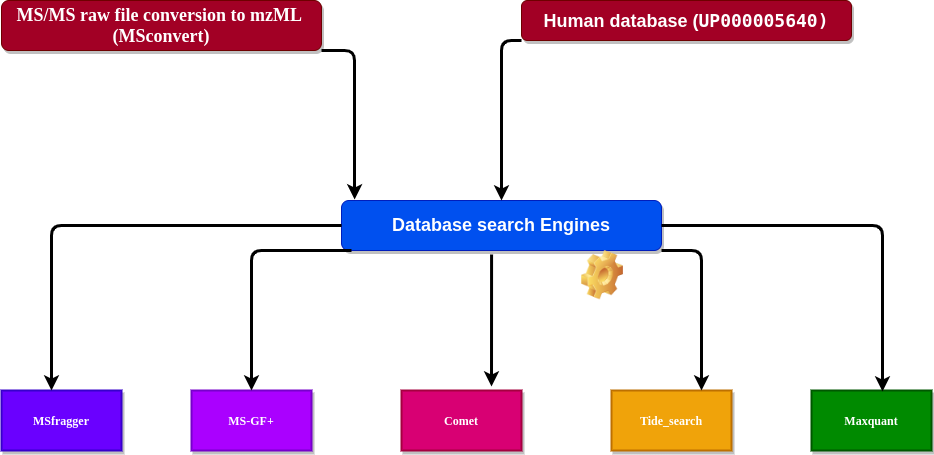 MS/MS raw file conversion to mzML
(MSconvert)
Human database (UP000005640)
Database search Engines
MSfragger
MS-GF+
Comet
Tide_search
Maxquant